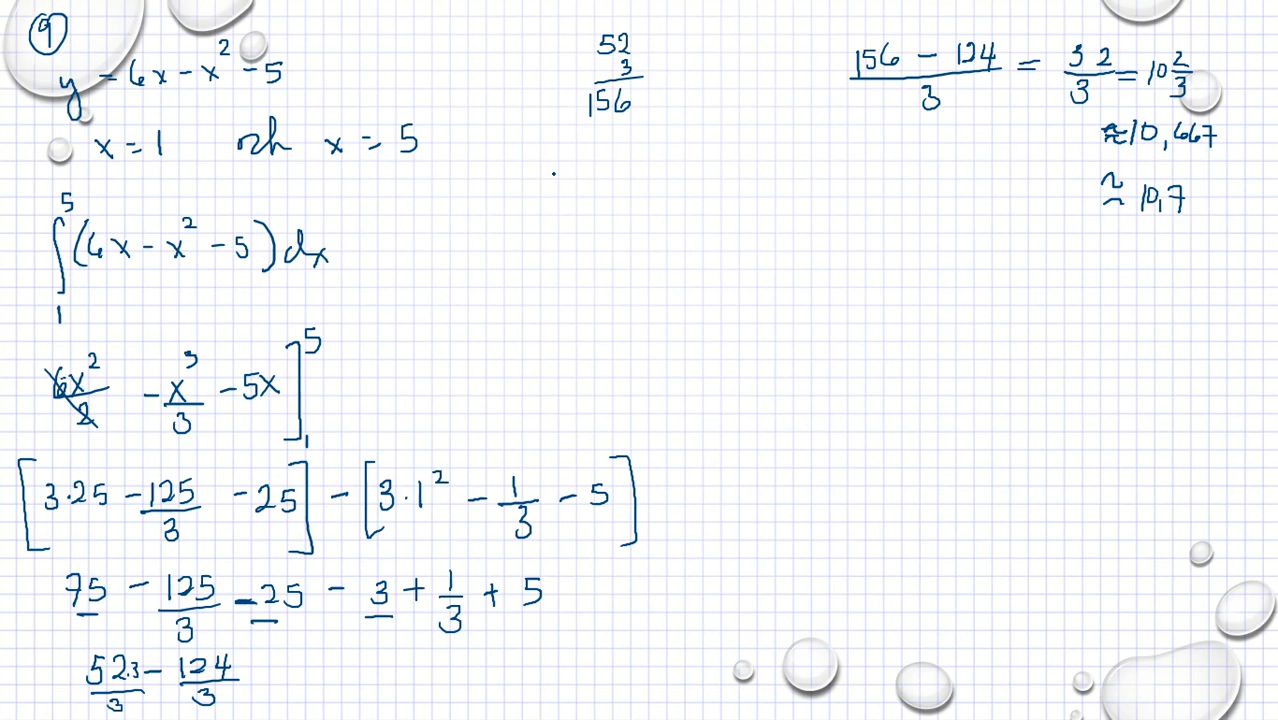 9
y = 6x - x² - 5
x = 1 och x = 5
∫₁⁵ (6x - x² - 5) dx
6x²/2 - x³/3 - 5x]₁⁵
[3·25 - 125/3 - 25] - [3·1² - 1/3 - 5]
75 - 125/3 - 25 - 3 + 1/3 + 5
52·3/3 - 124/3
52
3
156
(156 - 124)/3 = 32/3 = 10 2/3
≈ 10,667
≈ 10,7